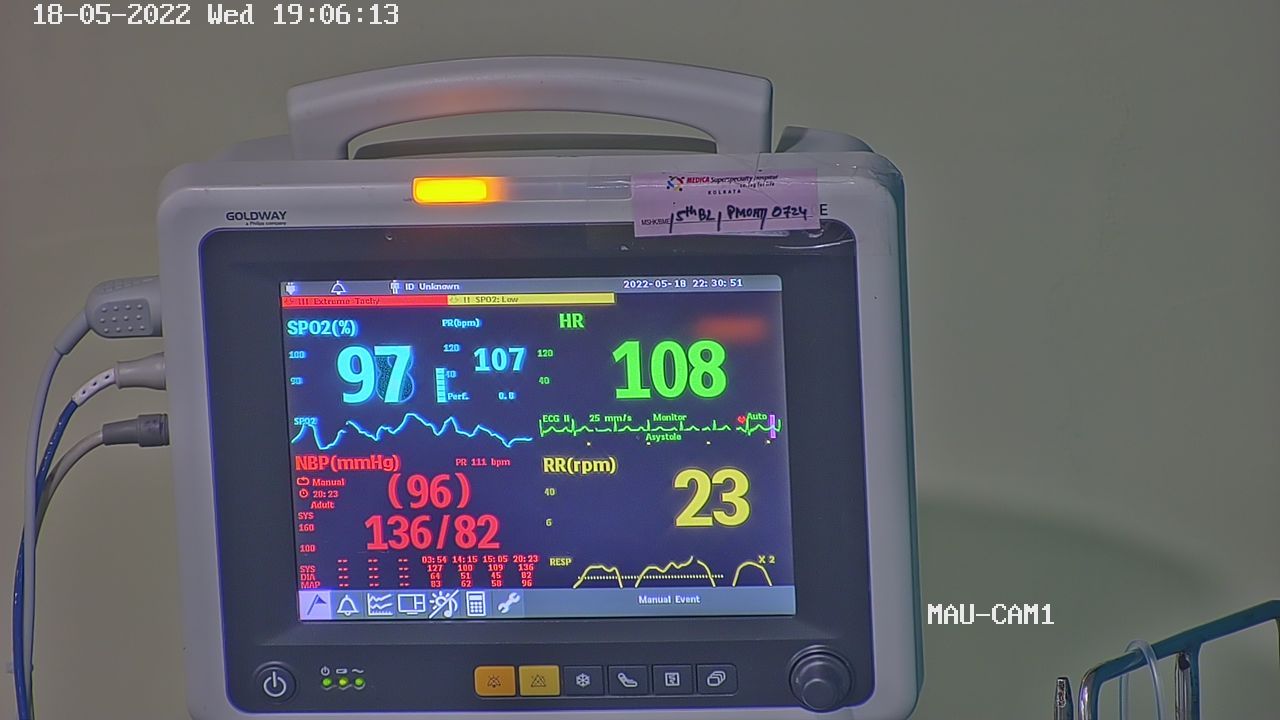 18-05-2022 Wed 19:06:13
MEDICA Superspecialty Hospital
KOLKATA
5th BL / PMON / 0724
E
GOLDWAY
a Philips company
ID Unknown
2022-05-18 22:30:51
!!! Extreme Tachy
!! SPO2: Low
SPO2(%)
PR(bpm)
HR
100
90
97
120
40
107
Perf.
0.8
120
40
108
SPO2
ECG II 25 mm/s Monitor Auto
Asystole
NBP(mmHg)
PR 111 bpm
Manual
20:23
Adult
SYS
160
100
(96)
136/82
RR(rpm)
40
6
23
03:54 14:15 15:05 20:23
SYS -- -- -- 127 100 109 136
DIA -- -- -- 64 51 45 82
MAP -- -- -- 83 62 58 96
RESP
X 2
Manual Event
MAU-CAM1